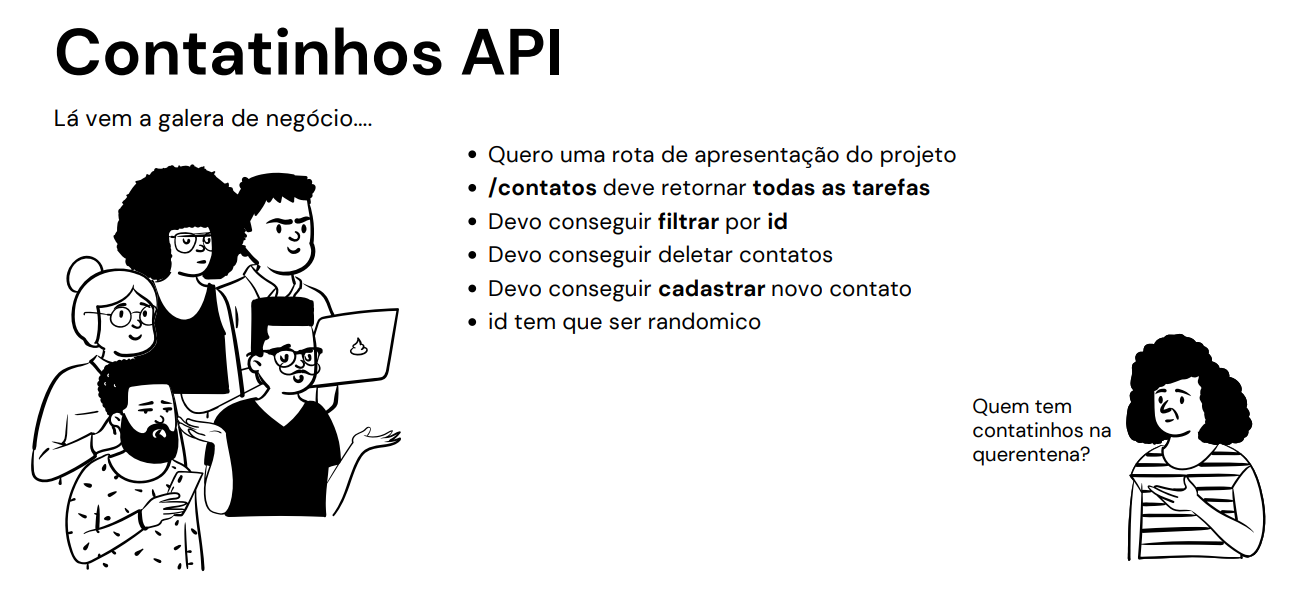 Contatinhos API
Lá vem a galera de negócio....
• Quero uma rota de apresentação do projeto
• /contatos deve retornar todas as tarefas
• Devo conseguir filtrar por id
• Devo conseguir deletar contatos
• Devo conseguir cadastrar novo contato
• id tem que ser randomico
Quem tem
contatinhos na
querentena?